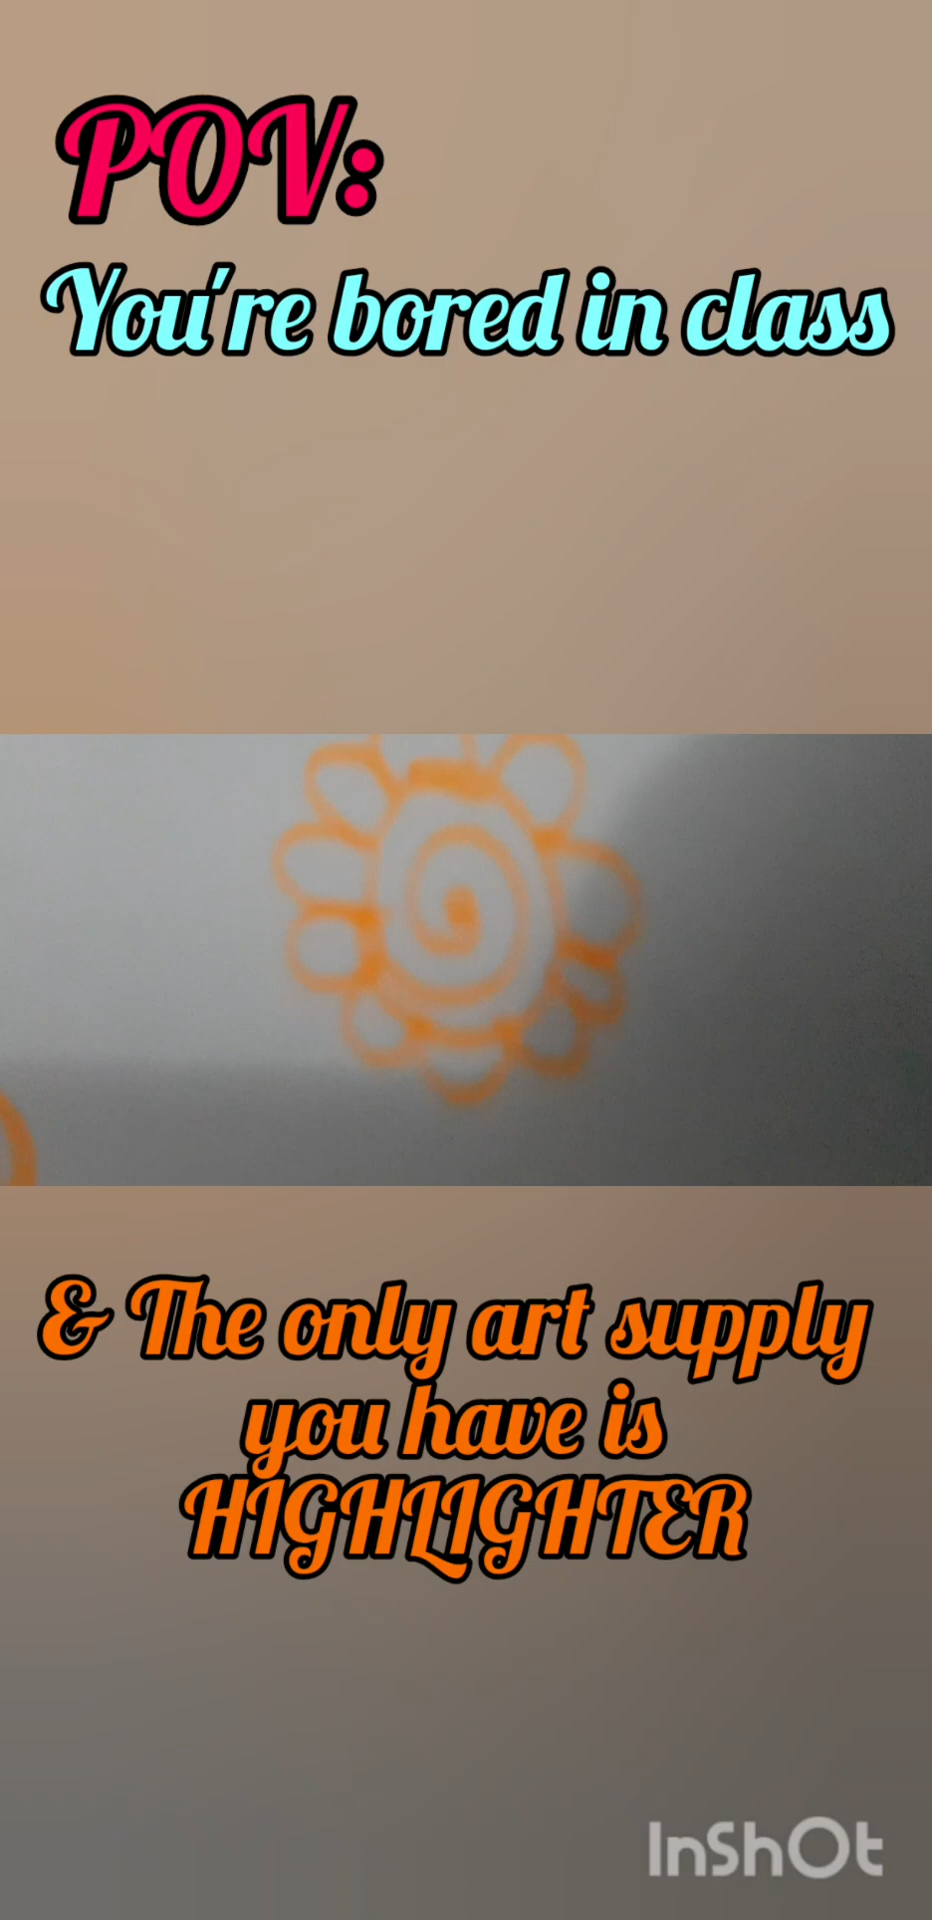 POV:
You're bored in class
& The only art supply
you have is
HIGHLIGHTER
InShOt